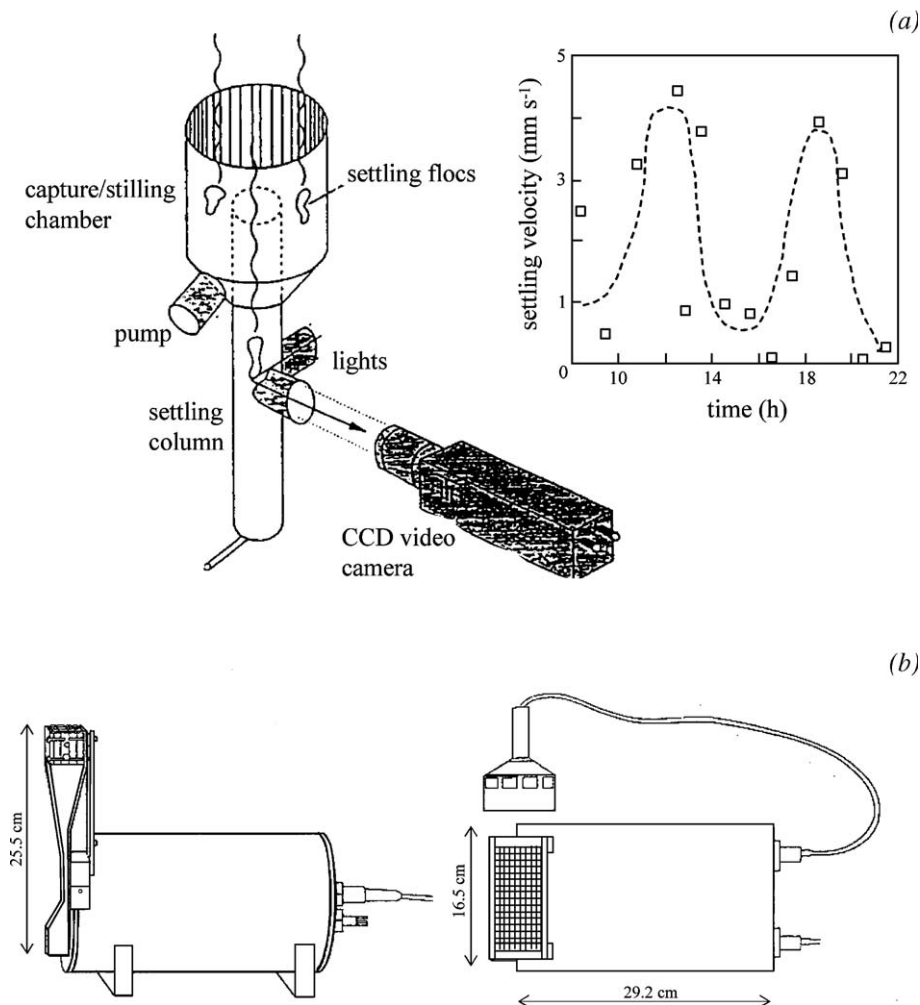 (a)
capture/stilling
chamber
settling flocs
pump
lights
settling
column
CCD video
camera
settling velocity (mm s⁻¹)
5
3
1
0
10
14
18
22
time (h)
(b)
25.5 cm
16.5 cm
29.2 cm